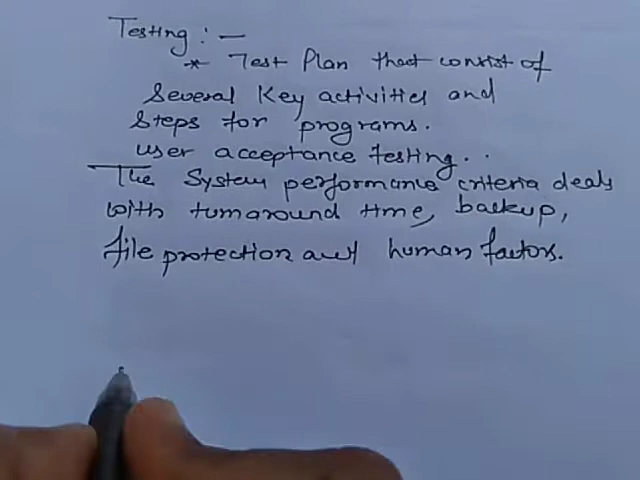 Testing :-
* Test Plan that consist of
Several Key activities and
Steps for programs.
user acceptance testing..
The System performance criteria deals
with turnaround time, backup,
file protection and human factors.